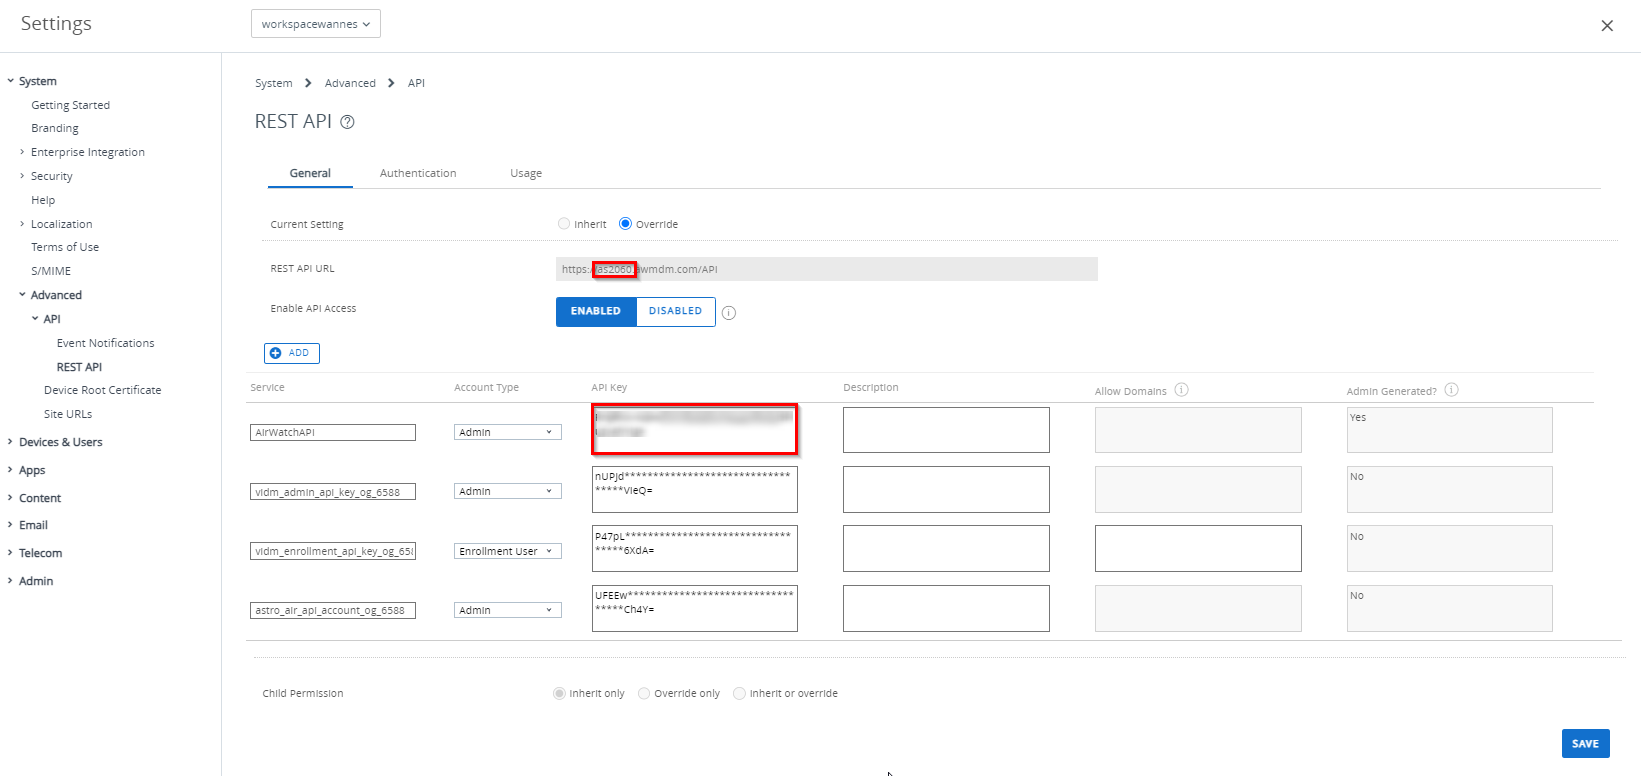 Settings
workspacewannes
System
Getting Started
Branding
Enterprise Integration
Security
Help
Localization
Terms of Use
S/MIME
Advanced
API
Event Notifications
REST API
Device Root Certificate
Site URLs
Devices & Users
Apps
Content
Email
Telecom
Admin
System Advanced API
REST API
General Authentication Usage
Current Setting Inherit Override
REST API URL https:/ as2060 awmdm.com/API
Enable API Access ENABLED DISABLED
ADD
Service Account Type API Key Description Allow Domains Admin Generated?
AirWatchAPI Admin Yes
vidm_admin_api_key_og_6588 Admin nUPJd*****************************
*****VIeQ= No
vidm_enrollment_api_key_og_658 Enrollment User P47pL*****************************
*****6XdA= No
astro_air_api_account_og_6588 Admin UFEEw*****************************
*****Ch4Y= No
Child Permission Inherit only Override only Inherit or override
SAVE